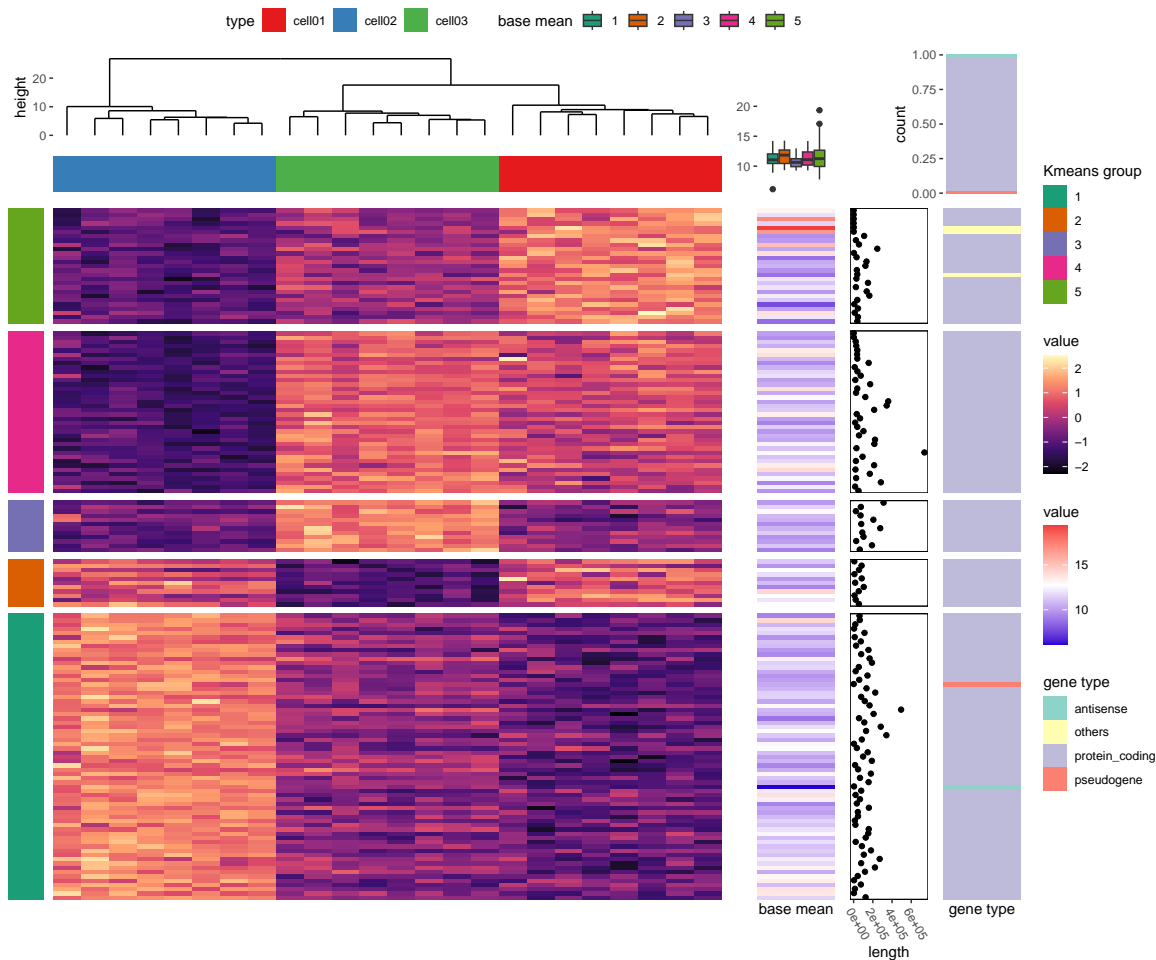 type cell01 cell02 cell03 base mean 1 2 3 4 5
height
20
10
0
20
15
10
count
1.00
0.75
0.50
0.25
0.00
Kmeans group
1
2
3
4
5
value
2
1
0
−1
−2
value
15
10
gene type
antisense
others
protein_coding
pseudogene
base mean
0e+00
2e+05
4e+05
6e+05
length
gene type